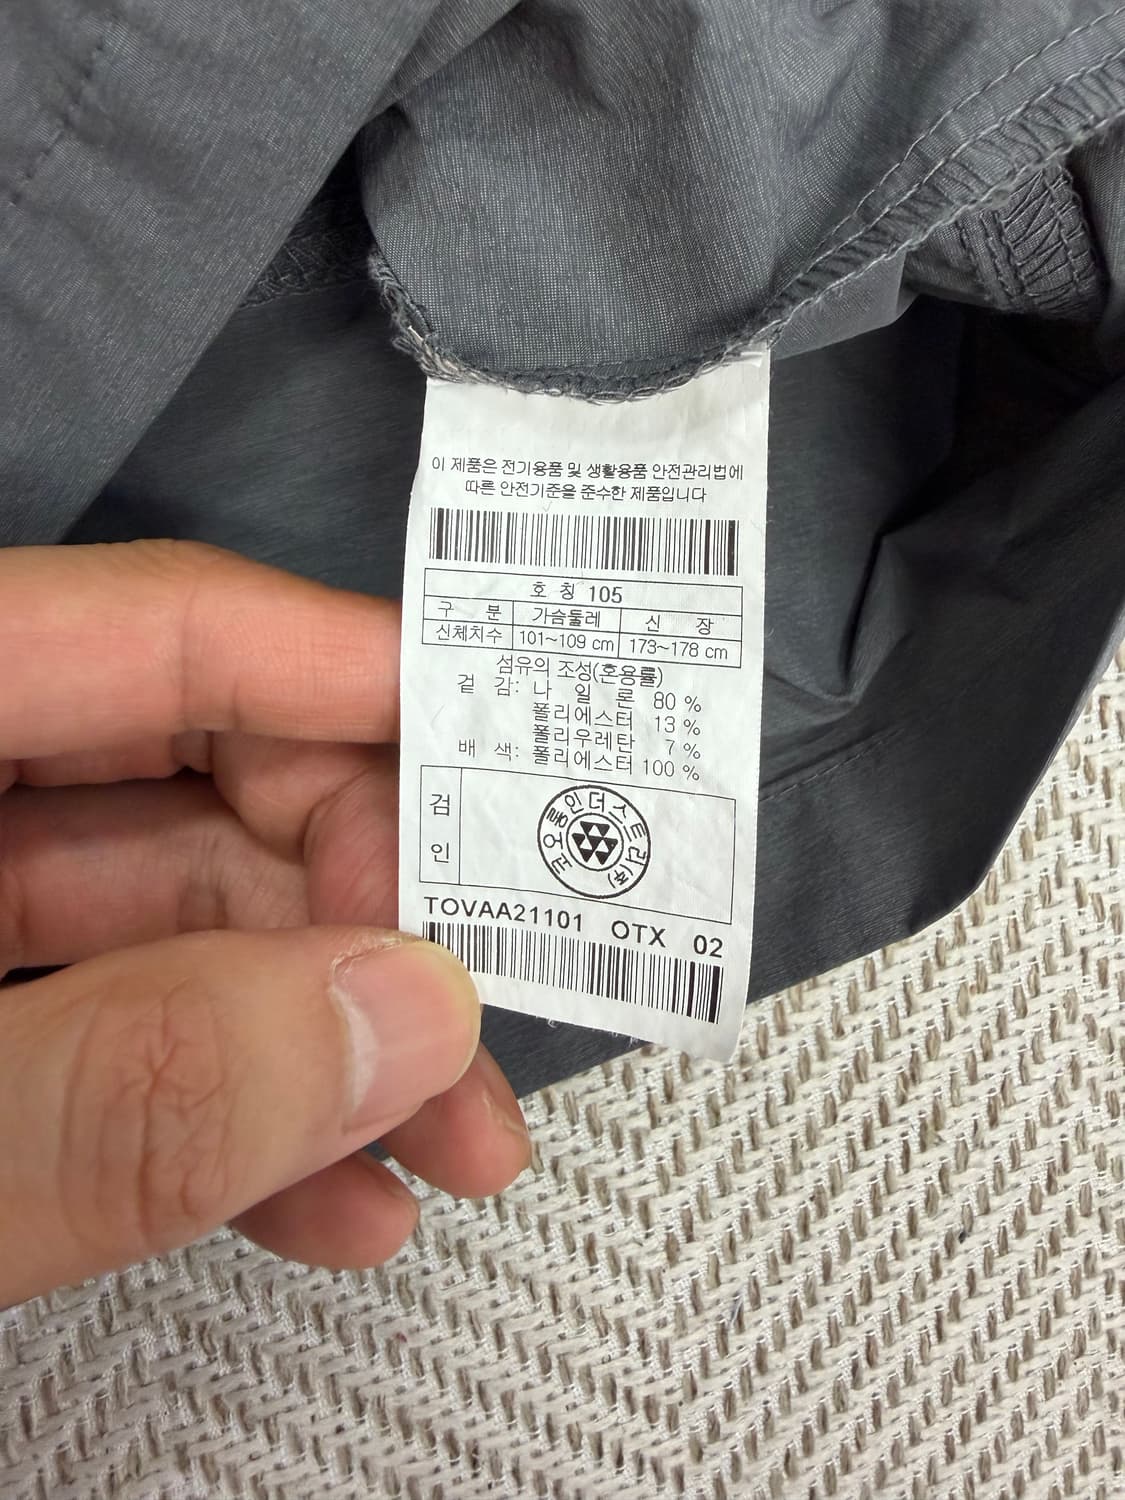 이 제품은 전기용품 및 생활용품 안전관리법에
따른 안전기준을 준수한 제품입니다
호 칭 105
구 분 가슴둘레 신 장
신체치수 101~109 cm 173~178 cm
섬유의 조성(혼용률)
겉 감: 나 일 론 80 %
폴리에스터 13 %
폴리우레탄 7 %
배 색: 폴리에스터 100 %
검
인
코오롱인더스트리(주)
TOVAA21101 OTX 02